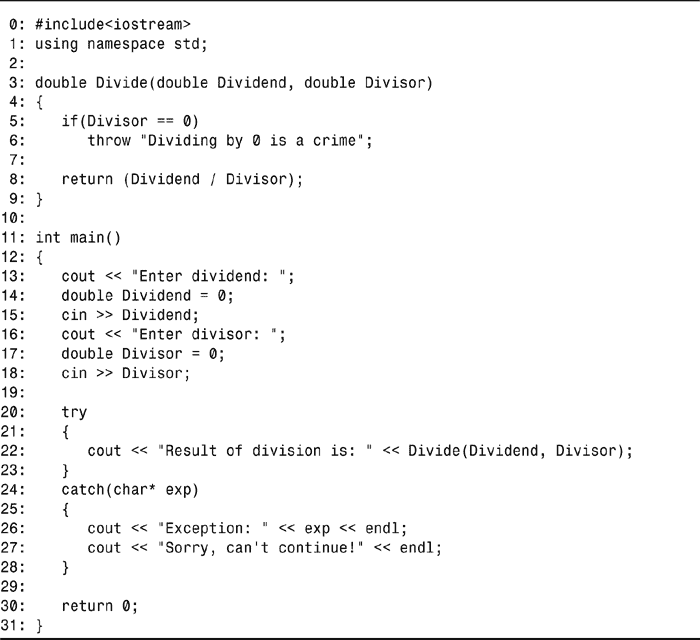 0: #include<iostream>
1: using namespace std;
2:
3: double Divide(double Dividend, double Divisor)
4: {
5:    if(Divisor == 0)
6:       throw "Dividing by 0 is a crime";
7:
8:    return (Dividend / Divisor);
9: }
10:
11: int main()
12: {
13:    cout << "Enter dividend: ";
14:    double Dividend = 0;
15:    cin >> Dividend;
16:    cout << "Enter divisor: ";
17:    double Divisor = 0;
18:    cin >> Divisor;
19:
20:    try
21:    {
22:       cout << "Result of division is: " << Divide(Dividend, Divisor);
23:    }
24:    catch(char* exp)
25:    {
26:       cout << "Exception: " << exp << endl;
27:       cout << "Sorry, can't continue!" << endl;
28:    }
29:
30:    return 0;
31: }